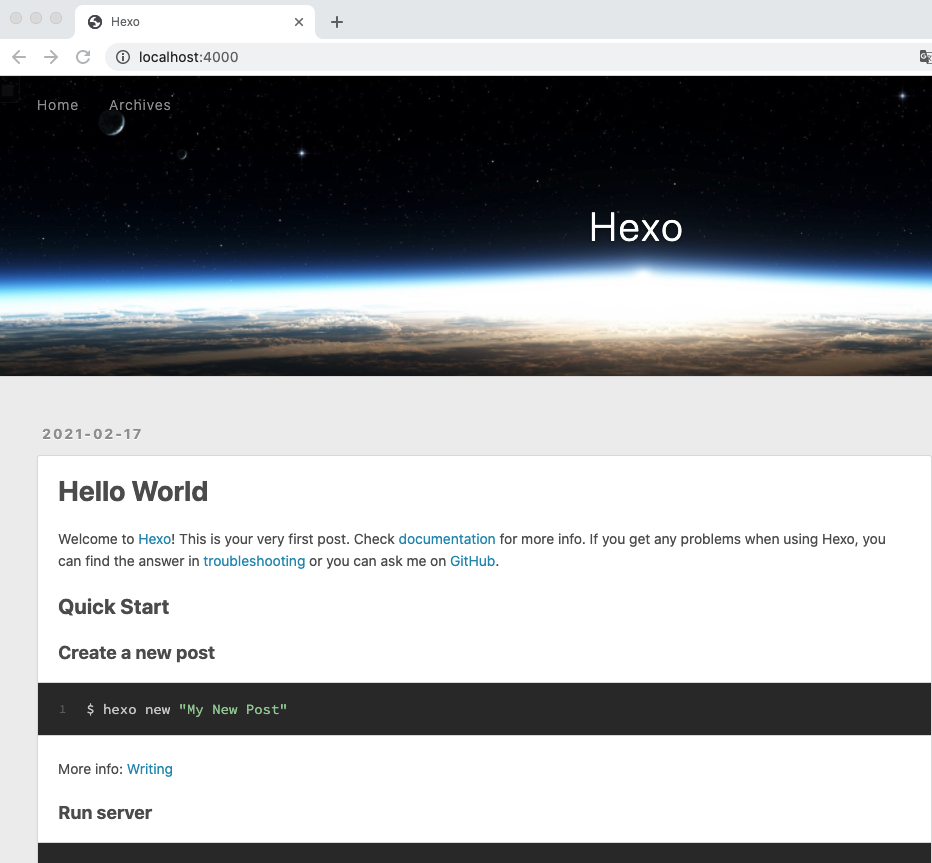 Hexo
localhost:4000
Home Archives
Hexo
2021-02-17
Hello World
Welcome to Hexo! This is your very first post. Check documentation for more info. If you get any problems when using Hexo, you
can find the answer in troubleshooting or you can ask me on GitHub.
Quick Start
Create a new post
1 $ hexo new "My New Post"
More info: Writing
Run server